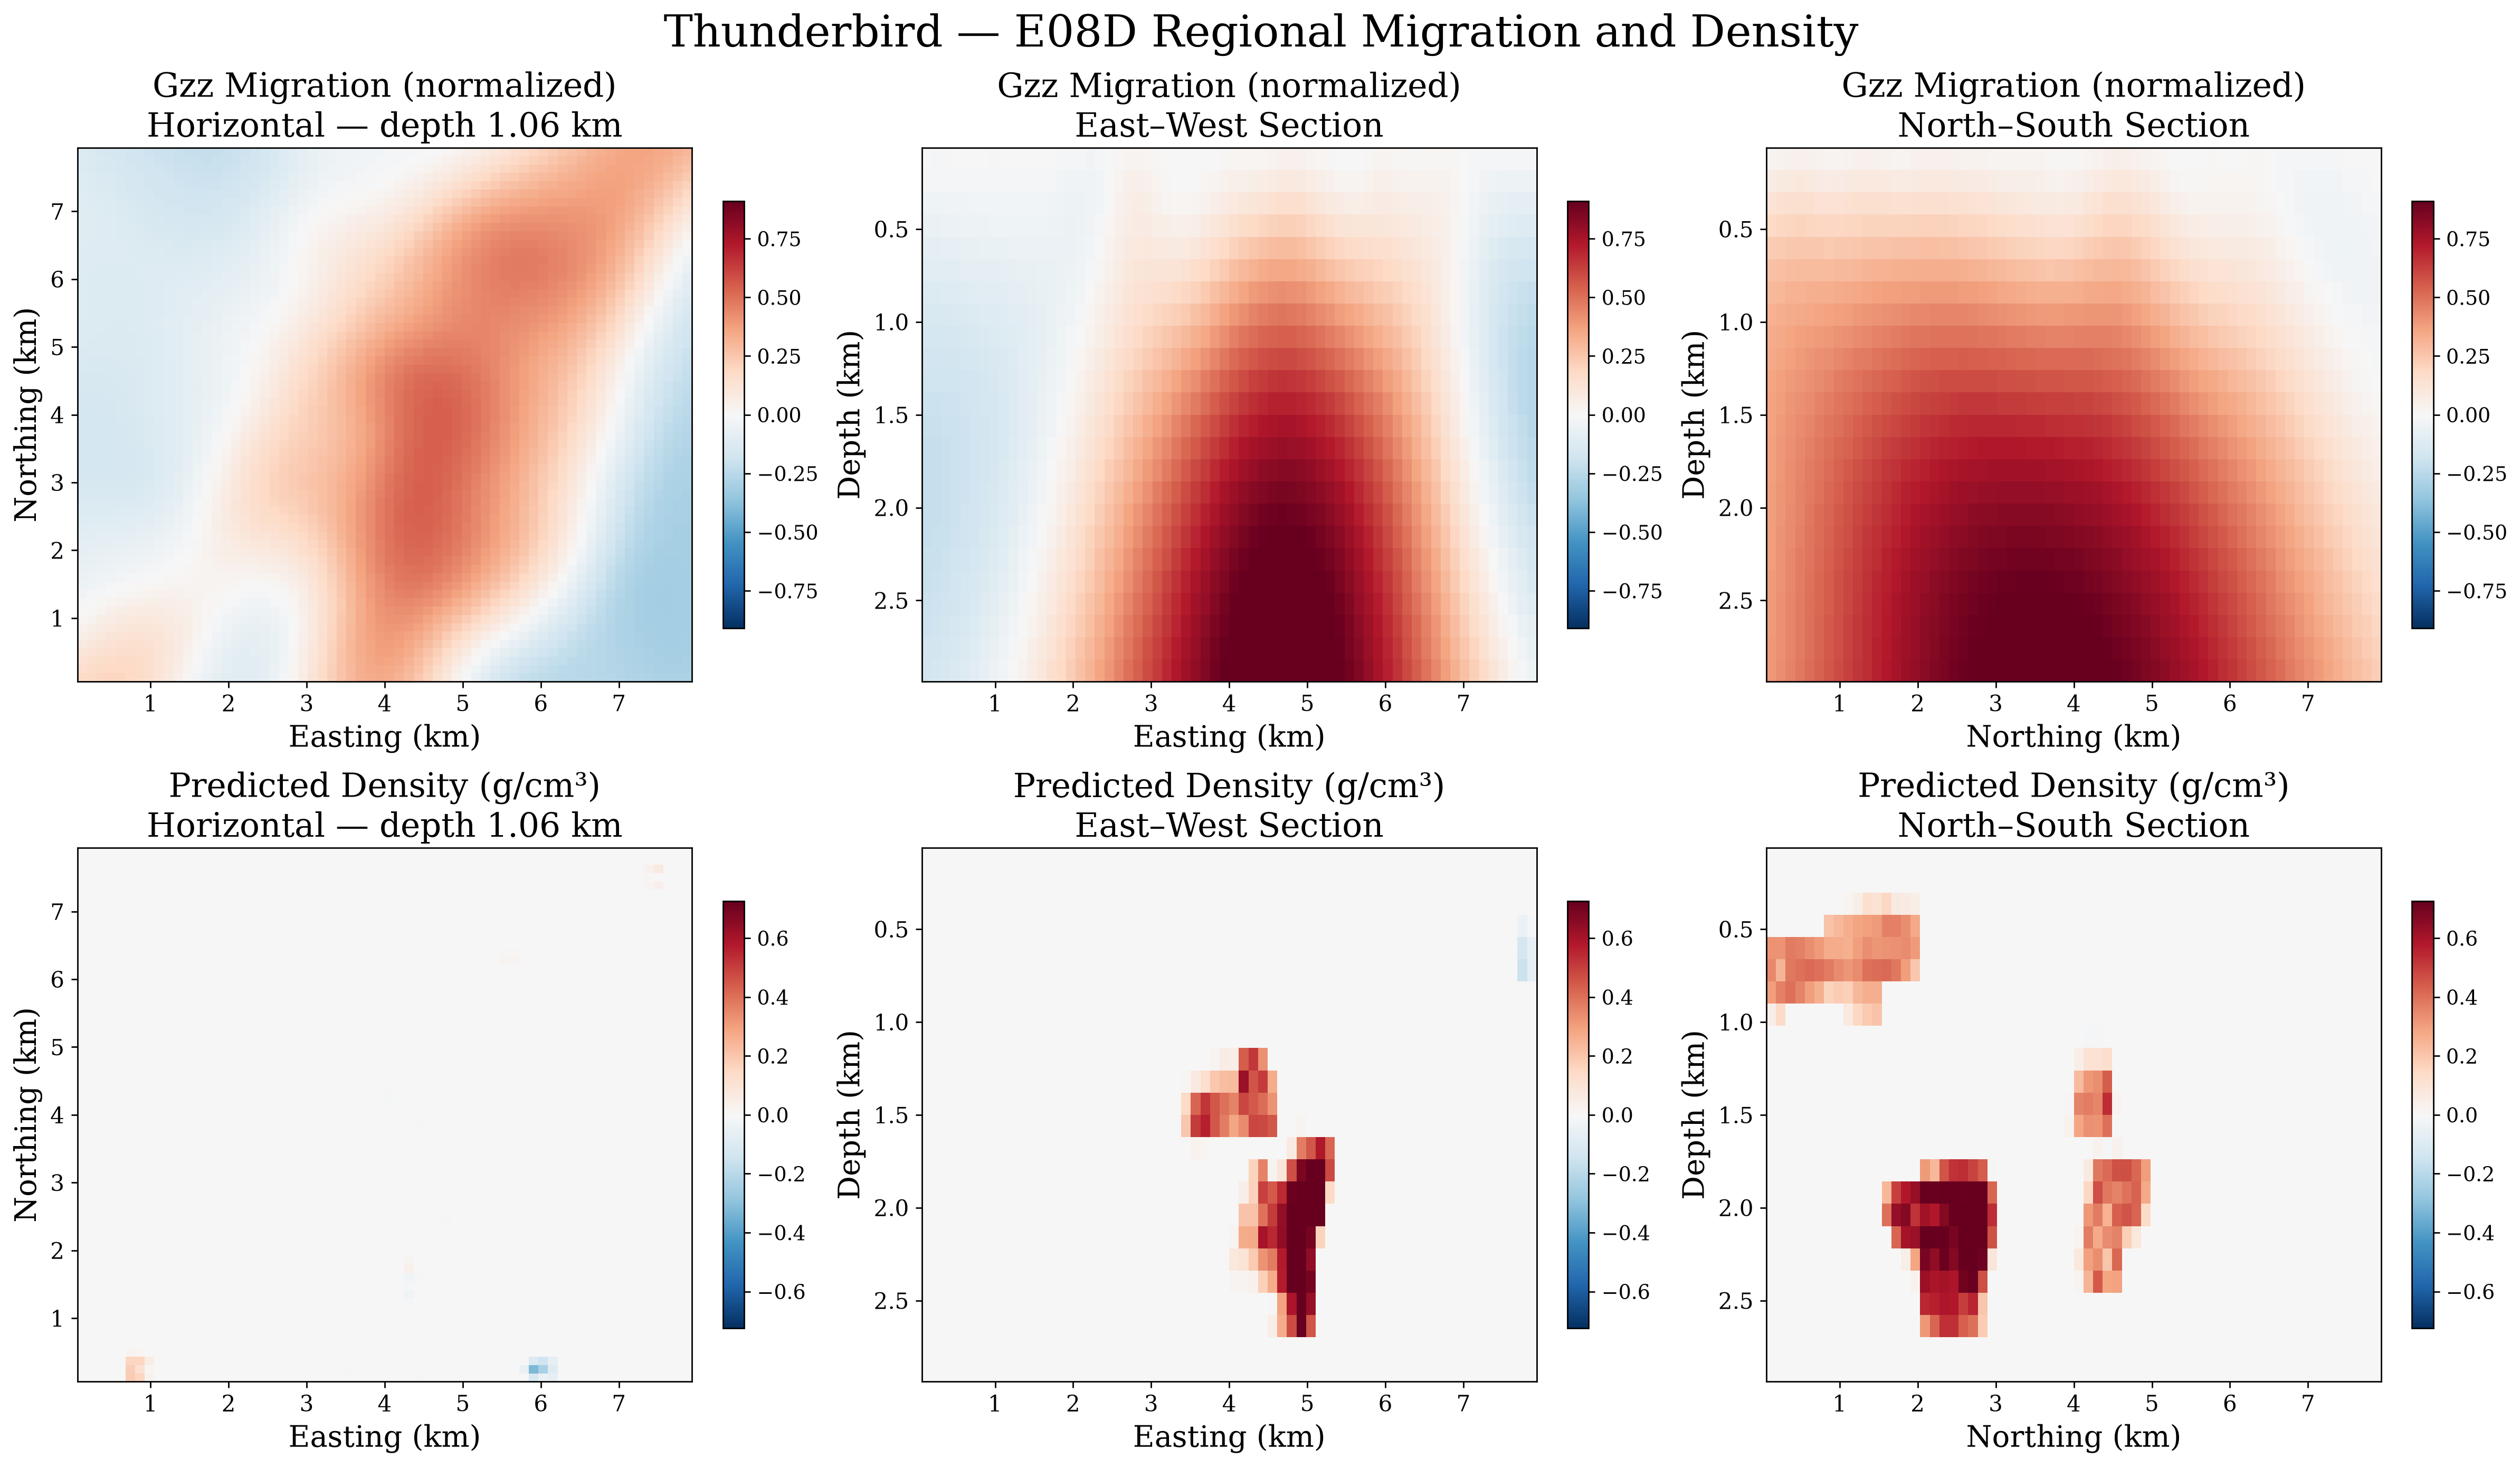 Thunderbird — E08D Regional Migration and Density
Gzz Migration (normalized)
Horizontal — depth 1.06 km
7
6
5
4
3
2
1
Northing (km)
1 2 3 4 5 6 7
Easting (km)
0.75
0.50
0.25
0.00
−0.25
−0.50
−0.75
Gzz Migration (normalized)
East–West Section
0.5
1.0
1.5
2.0
2.5
Depth (km)
1 2 3 4 5 6 7
Easting (km)
0.75
0.50
0.25
0.00
−0.25
−0.50
−0.75
Gzz Migration (normalized)
North–South Section
0.5
1.0
1.5
2.0
2.5
Depth (km)
1 2 3 4 5 6 7
Northing (km)
0.75
0.50
0.25
0.00
−0.25
−0.50
−0.75
Predicted Density (g/cm³)
Horizontal — depth 1.06 km
7
6
5
4
3
2
1
Northing (km)
1 2 3 4 5 6 7
Easting (km)
0.6
0.4
0.2
0.0
−0.2
−0.4
−0.6
Predicted Density (g/cm³)
East–West Section
0.5
1.0
1.5
2.0
2.5
Depth (km)
1 2 3 4 5 6 7
Easting (km)
0.6
0.4
0.2
0.0
−0.2
−0.4
−0.6
Predicted Density (g/cm³)
North–South Section
0.5
1.0
1.5
2.0
2.5
Depth (km)
1 2 3 4 5 6 7
Northing (km)
0.6
0.4
0.2
0.0
−0.2
−0.4
−0.6